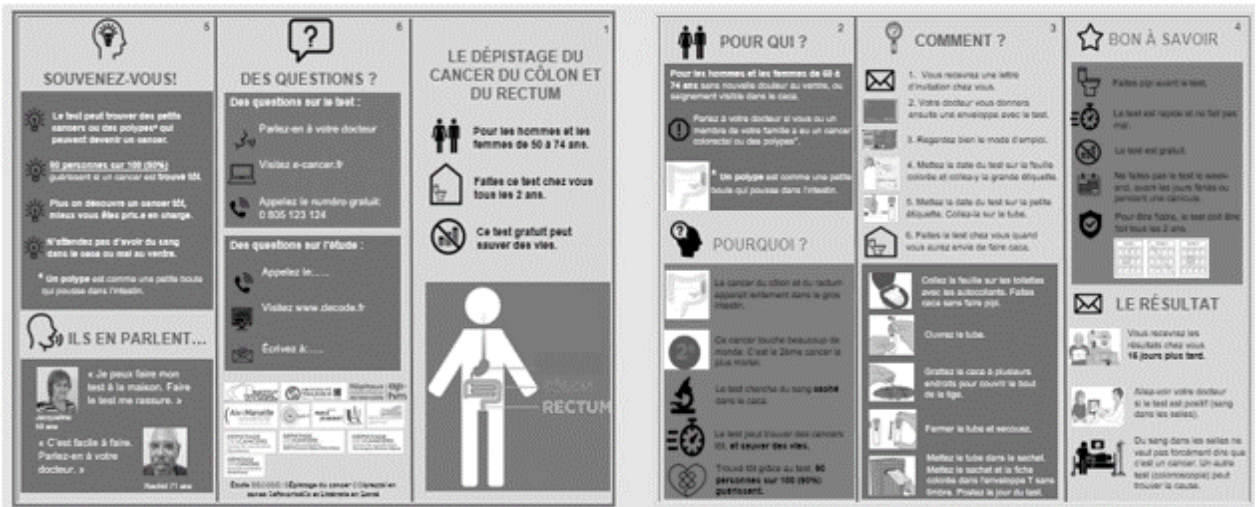 5
SOUVENEZ-VOUS!
Le test peut trouver des petits
cancers ou des polypes* qui
peuvent devenir un cancer.
90 personnes sur 100 (90%)
guérissent si un cancer est trouvé tôt.
Plus on découvre un cancer tôt,
mieux vous êtes pris.e en charge.
N'attendez pas d'avoir du sang
dans le caca ou mal au ventre.
* Un polype est comme une petite boule
qui pousse dans l'intestin.
ILS EN PARLENT...
« Je peux faire mon
test à la maison. Faire
le test me rassure. »
Jacqueline
« C'est facile à faire.
Parlez-en à votre
docteur. »
Rachid 71 ans
6
DES QUESTIONS ?
Des questions sur le test :
Parlez-en à votre docteur
Visitez e-cancer.fr
Appelez le numéro gratuit:
0 805 123 124
Des questions sur l'étude :
Appelez le:.....
Visitez www.decode.fr
Écrivez à:.....
Aix-Marseille
DÉPISTAGE
DÉPISTAGE
DÉPISTAGE
DÉPISTAGE
1
LE DÉPISTAGE DU
CANCER DU CÔLON ET
DU RECTUM
Pour les hommes et les
femmes de 50 à 74 ans.
Faites ce test chez vous
tous les 2 ans.
Ce test gratuit peut
sauver des vies.
RECTUM
2
POUR QUI ?
Pour les hommes et les femmes de 50 à
74 ans sans nouvelle douleur au ventre, ou
saignement visible dans le caca.
Parlez à votre docteur si vous ou un
membre de votre famille a eu un cancer
colorectal ou des polypes*.
* Un polype est comme une petite
boule qui pousse dans l'intestin.
POURQUOI ?
Le cancer du côlon et du rectum
apparaît lentement dans le gros
intestin.
Ce cancer touche beaucoup de
monde. C'est le 2ème cancer le
plus mortel.
Le test cherche du sang caché
dans le caca.
Le test peut trouver des cancers
tôt, et sauver des vies.
Trouvé tôt grâce au test, 90
personnes sur 100 (90%)
guérissent.
3
COMMENT ?
1. Vous recevrez une lettre
d'invitation chez vous.
2. Votre docteur vous donnera
ensuite une enveloppe avec le test.
3. Regardez bien le mode d'emploi.
4. Mettez la date du test sur la feuille
colorée et collez-y la grande étiquette.
5. Mettez la date du test sur la petite
étiquette. Collez-la sur le tube.
6. Faites le test chez vous quand
vous aurez envie de faire caca.
Collez la feuille sur les toilettes
avec les autocollants. Faites
caca sans faire pipi.
Ouvrez le tube.
Grattez le caca à plusieurs
endroits pour couvrir le bout
de la tige.
Fermer le tube et secouez.
Mettez le tube dans le sachet.
Mettez le sachet et la fiche
colorée dans l'enveloppe T sans
timbre. Postez le jour du test.
4
BON À SAVOIR
Faites pipi avant le test.
Le test est rapide et ne fait pas
mal.
Le test est gratuit.
Ne faites pas le test le week-
end, avant les jours fériés ou
pendant une canicule.
Pour être fiable, le test doit être
fait tous les 2 ans.
LE RÉSULTAT
Vous recevrez les
résultats chez vous
15 jours plus tard.
Allez voir votre docteur
si le test est positif (sang
dans les selles).
Du sang dans les selles ne
veut pas forcément dire que
c'est un cancer. Un autre
test (coloscopie) peut
trouver la cause.